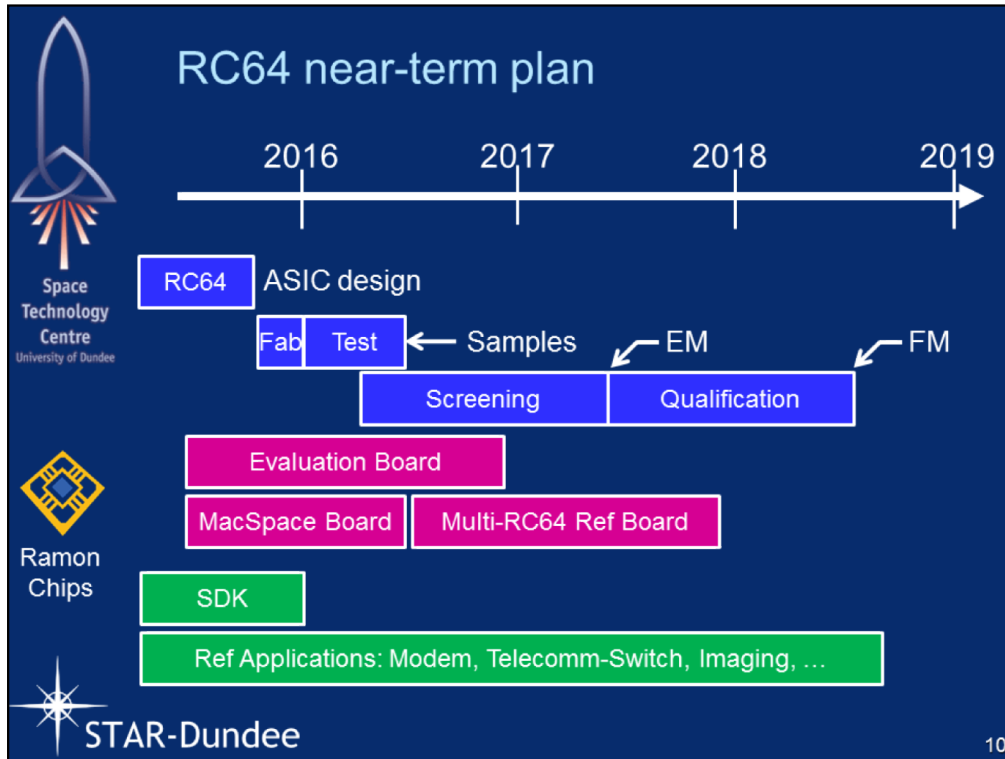 RC64 near-term plan
2016 2017 2018 2019
Space
Technology
Centre
University of Dundee
RC64 ASIC design
Fab Test Samples EM FM
Screening Qualification
Evaluation Board
MacSpace Board Multi-RC64 Ref Board
Ramon
Chips
SDK
Ref Applications: Modem, Telecomm-Switch, Imaging, …
STAR-Dundee
10